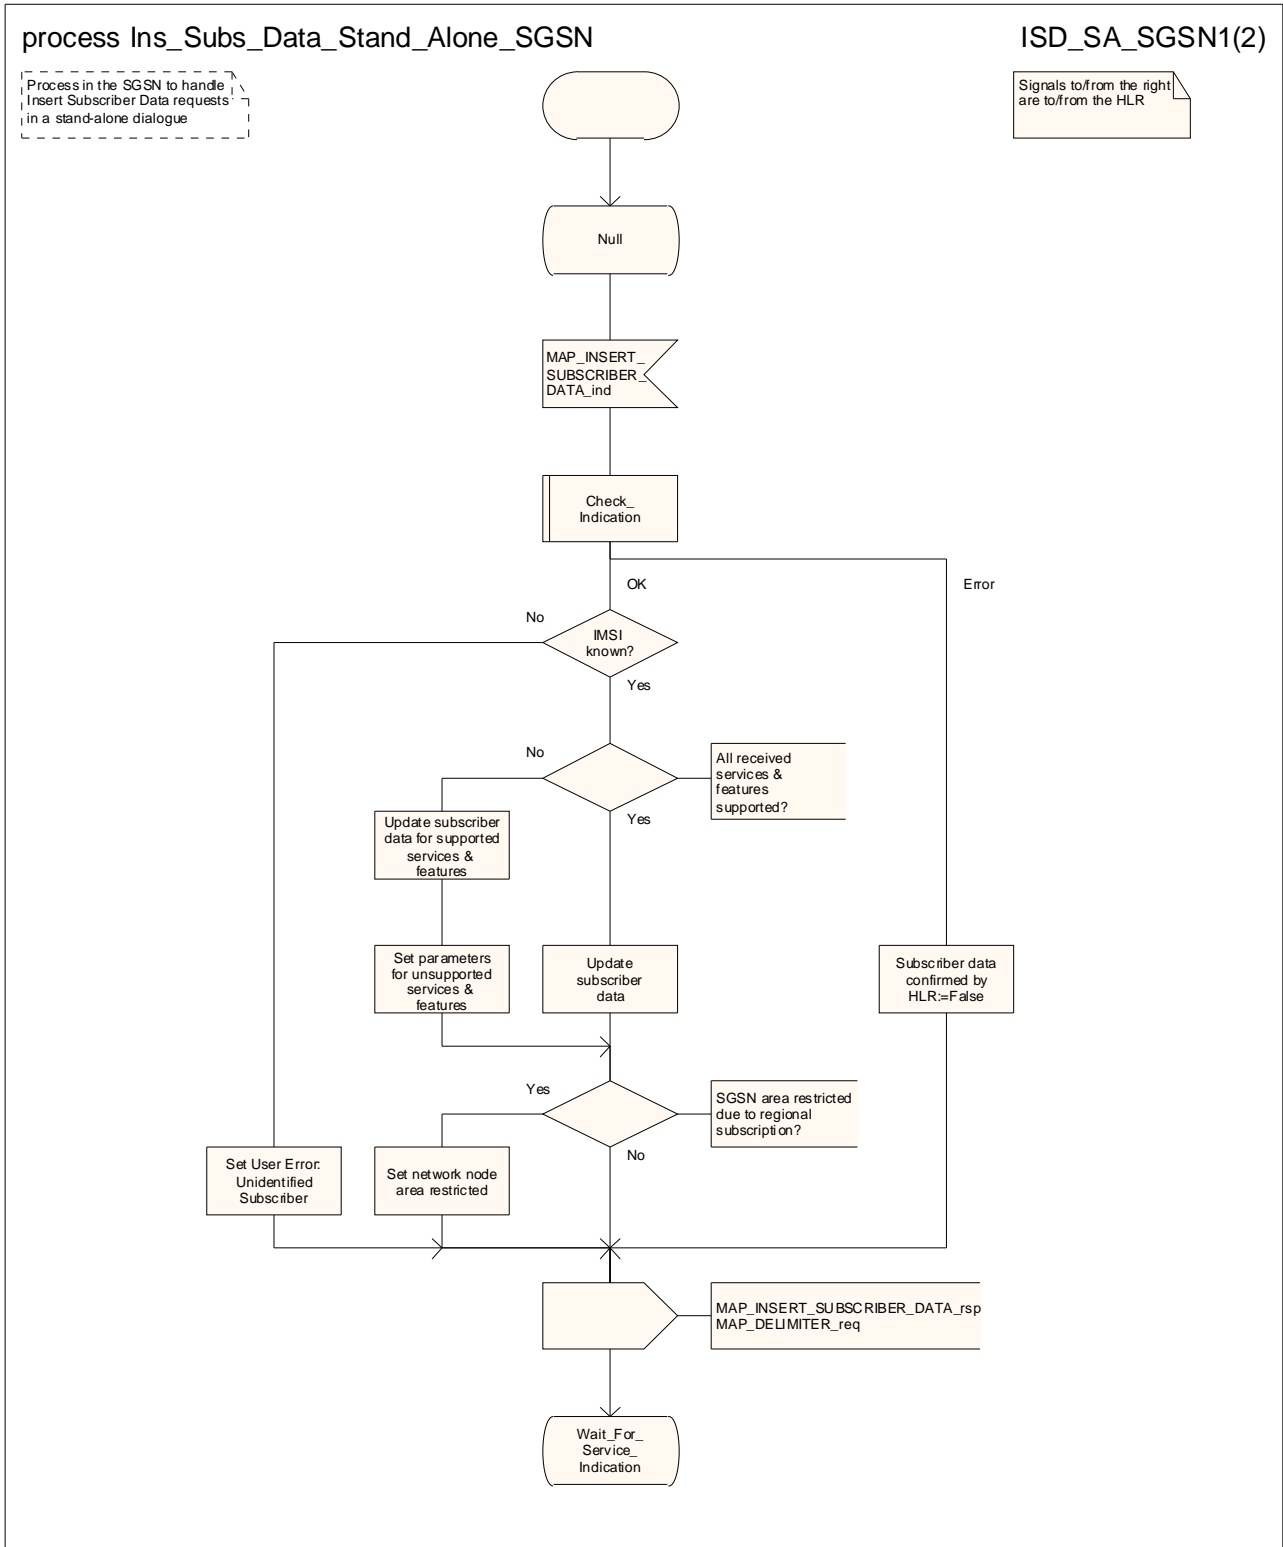 process Ins_Subs_Data_Stand_Alone_SGSN
ISD_SA_SGSN1(2)
Process in the SGSN to handle
Insert Subscriber Data requests
in a stand-alone dialogue
Signals to/from the right
are to/from the HLR
Null
MAP_INSERT_
SUBSCRIBER_
DATA_ind
Check_
Indication
OK
Error
No
IMSI
known?
Yes
No
All received
services &
features
supported?
Yes
Update subscriber
data for supported
services &
features
Set parameters
for unsupported
services &
features
Update
subscriber
data
Subscriber data
confirmed by
HLR:=False
Yes
SGSN area restricted
due to regional
subscription?
No
Set User Error:
Unidentified
Subscriber
Set network node
area restricted
MAP_INSERT_SUBSCRIBER_DATA_rsp
MAP_DELIMITER_req
Wait_For_
Service_
Indication